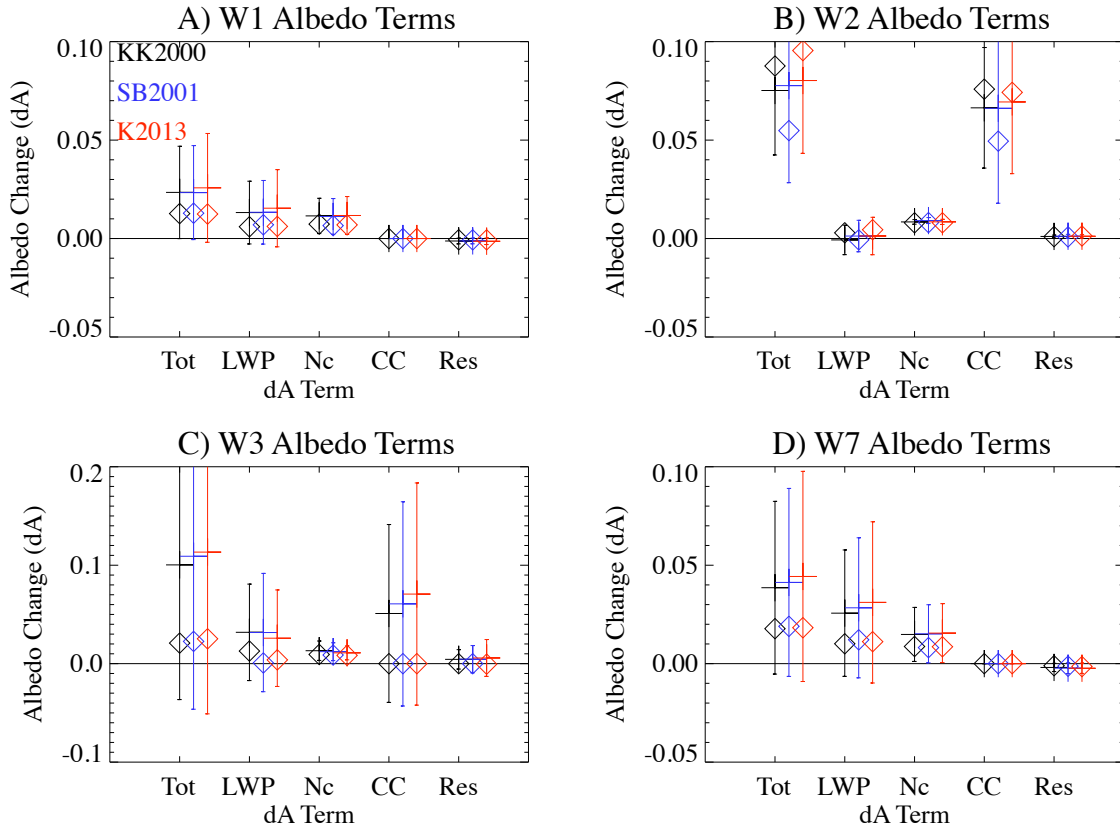 A) W1 Albedo Terms
KK2000
SB2001
K2013
Albedo Change (dA)
0.10
0.05
0.00
-0.05
Tot LWP Nc CC Res
dA Term
B) W2 Albedo Terms
Albedo Change (dA)
0.10
0.05
0.00
-0.05
Tot LWP Nc CC Res
dA Term
C) W3 Albedo Terms
Albedo Change (dA)
0.2
0.1
0.0
-0.1
Tot LWP Nc CC Res
dA Term
D) W7 Albedo Terms
Albedo Change (dA)
0.10
0.05
0.00
-0.05
Tot LWP Nc CC Res
dA Term